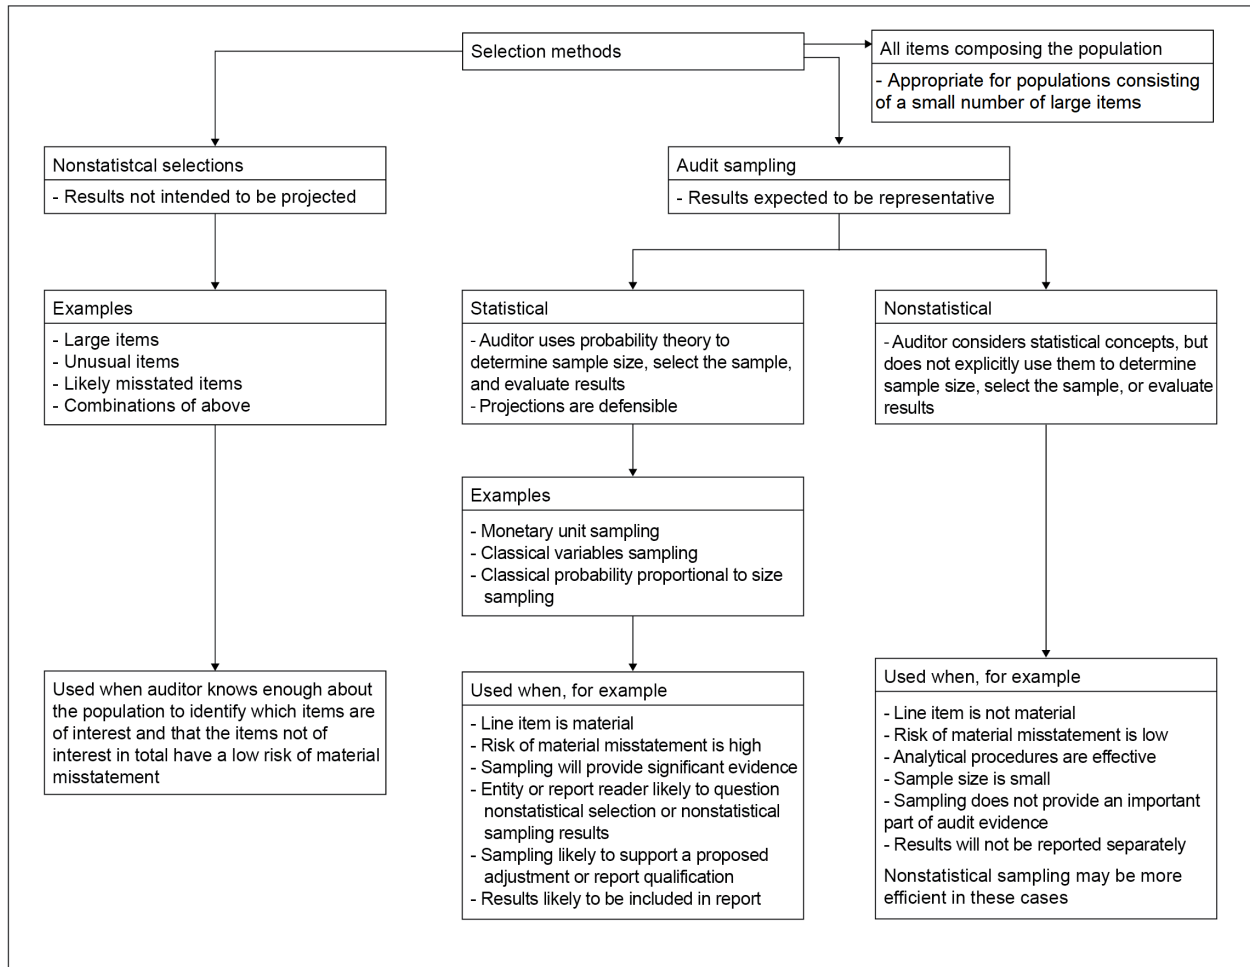 Selection methods
All items composing the population
- Appropriate for populations consisting
of a small number of large items
Nonstatistcal selections
- Results not intended to be projected
Audit sampling
- Results expected to be representative
Examples
- Large items
- Unusual items
- Likely misstated items
- Combinations of above
Statistical
- Auditor uses probability theory to
determine sample size, select the sample,
and evaluate results
- Projections are defensible
Nonstatistical
- Auditor considers statistical concepts, but
does not explicitly use them to determine
sample size, select the sample, or evaluate
results
Examples
- Monetary unit sampling
- Classical variables sampling
- Classical probability proportional to size
sampling
Used when auditor knows enough about
the population to identify which items are
of interest and that the items not of
interest in total have a low risk of material
misstatement
Used when, for example
- Line item is material
- Risk of material misstatement is high
- Sampling will provide significant evidence
- Entity or report reader likely to question
nonstatistical selection or nonstatistical
sampling results
- Sampling likely to support a proposed
adjustment or report qualification
- Results likely to be included in report
Used when, for example
- Line item is not material
- Risk of material misstatement is low
- Analytical procedures are effective
- Sample size is small
- Sampling does not provide an important
part of audit evidence
- Results will not be reported separately
Nonstatistical sampling may be more
efficient in these cases